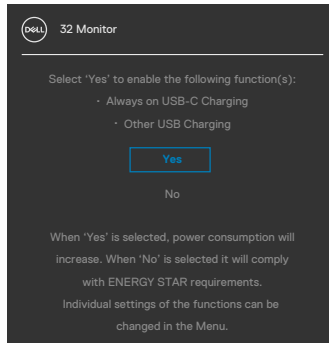 DELL
32 Monitor
Select ‘Yes’ to enable the following function(s):
・Always on USB-C Charging
・Other USB Charging
Yes
No
When ‘Yes’ is selected, power consumption will
increase. When ‘No’ is selected it will comply
with ENERGY STAR requirements.
Individual settings of the functions can be
changed in the Menu.